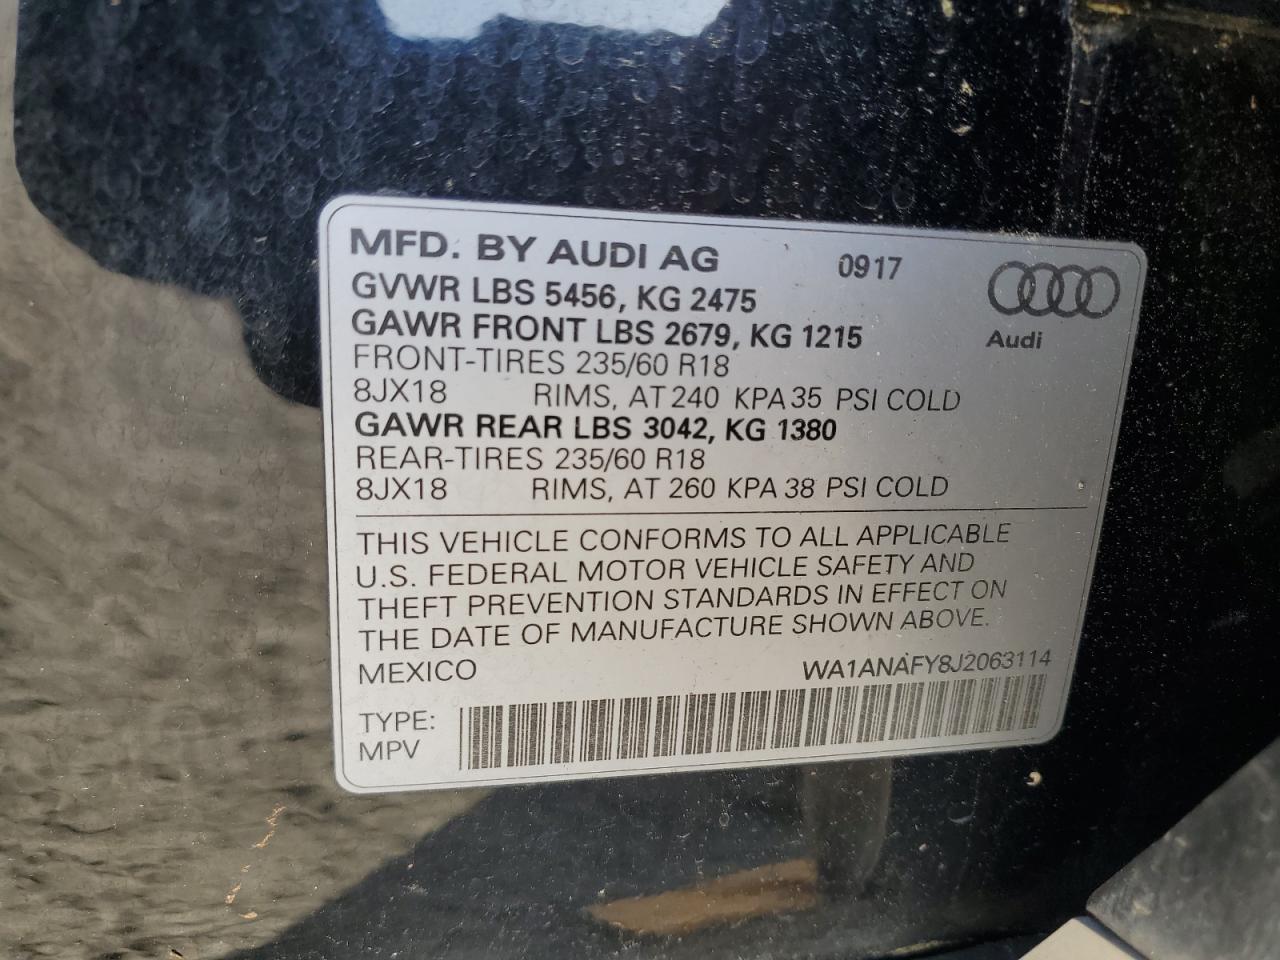 MFD. BY AUDI AG 0917
GVWR LBS 5456, KG 2475
GAWR FRONT LBS 2679, KG 1215
Audi
FRONT-TIRES 235/60 R18
8JX18 RIMS, AT 240 KPA 35 PSI COLD
GAWR REAR LBS 3042, KG 1380
REAR-TIRES 235/60 R18
8JX18 RIMS, AT 260 KPA 38 PSI COLD
THIS VEHICLE CONFORMS TO ALL APPLICABLE
U.S. FEDERAL MOTOR VEHICLE SAFETY AND
THEFT PREVENTION STANDARDS IN EFFECT ON
THE DATE OF MANUFACTURE SHOWN ABOVE.
MEXICO WA1ANAFY8J2063114
TYPE:
MPV